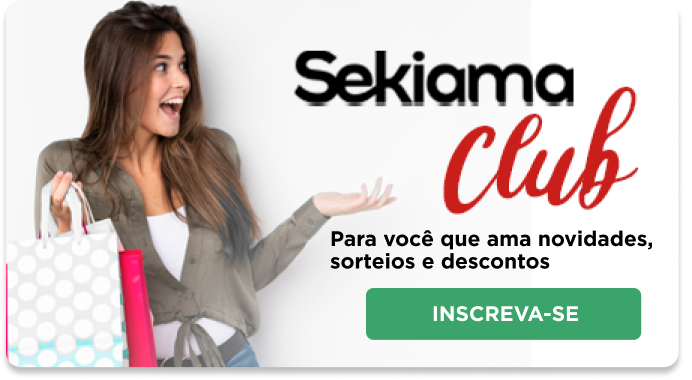 Sekiama
Club
Para você que ama novidades,
sorteios e descontos
INSCREVA-SE